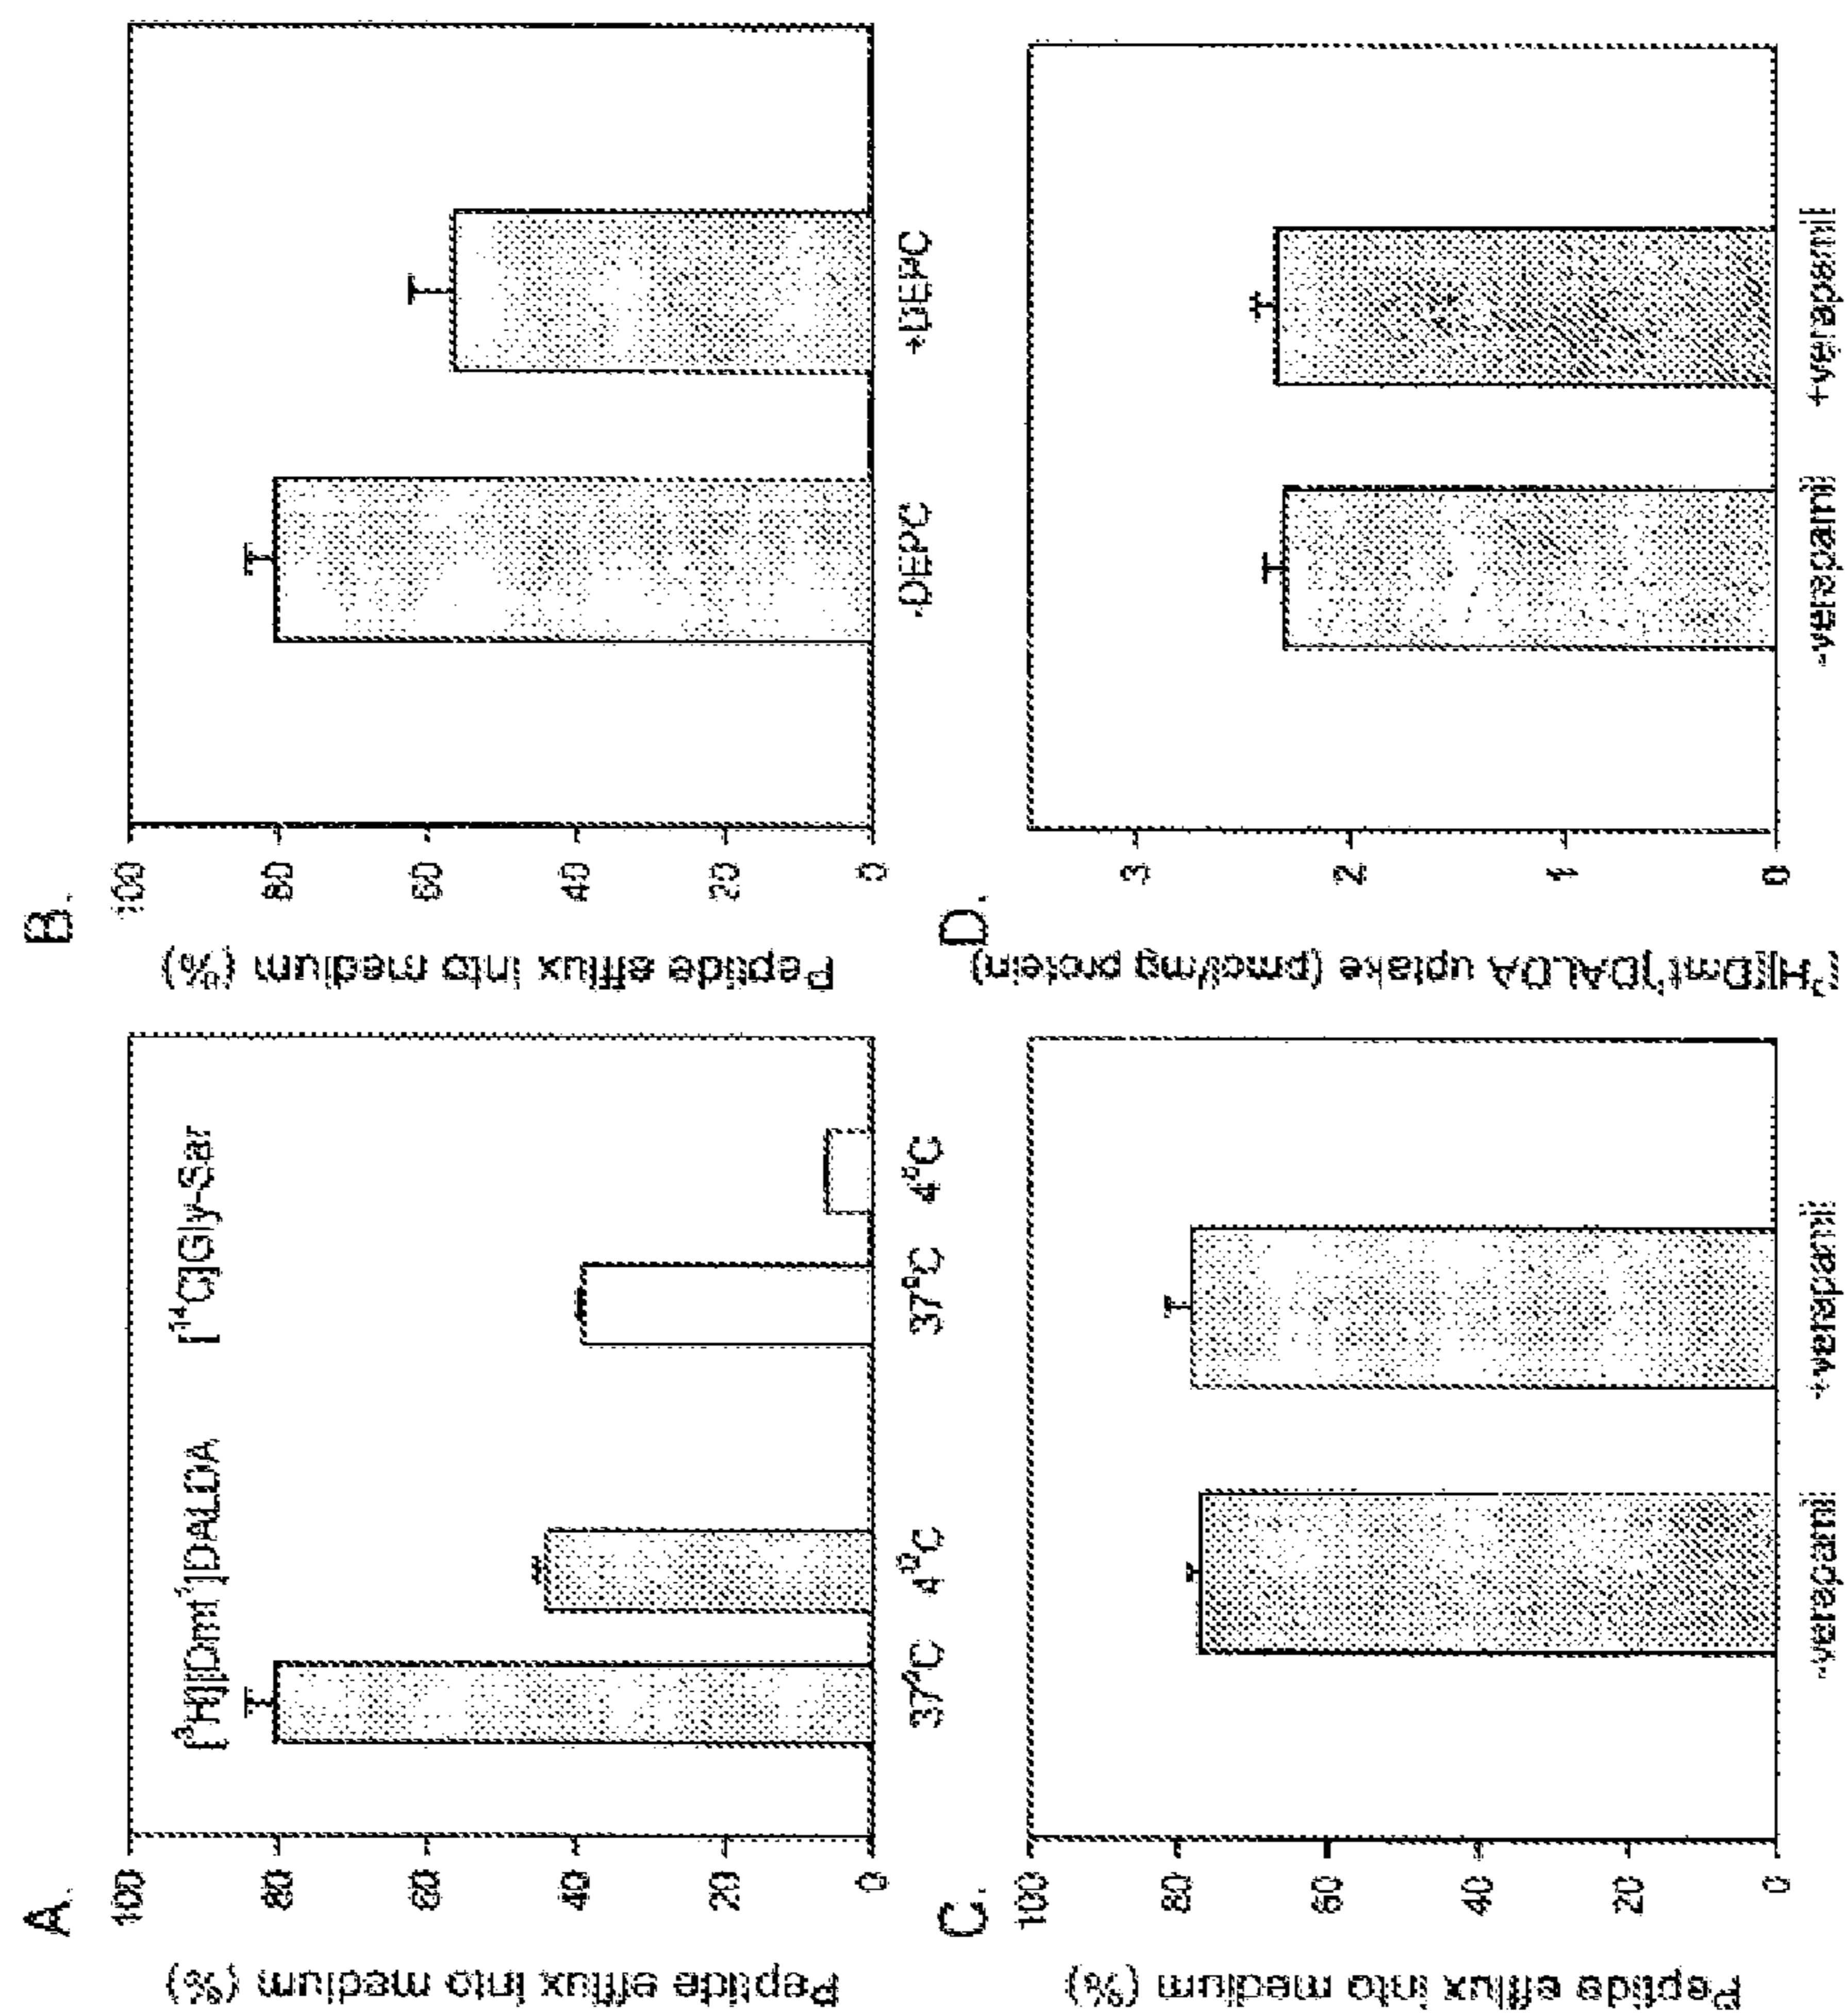 A.
Peptide efflux into medium (%)
100
80
60
40
20
0
[³H][Dmt¹]DALDA
[¹⁴C]Gly-Sar
37°C
4°C
37°C
4°C
B.
Peptide efflux into medium (%)
100
80
60
40
20
0
-DEPC
+DEPC
C.
Peptide efflux into medium (%)
100
80
60
40
20
0
-verapamil
+verapamil
D.
[³H][Dmt¹]DALDA uptake (pmol/mg protein)
3
2
1
0
-verapamil
+verapamil